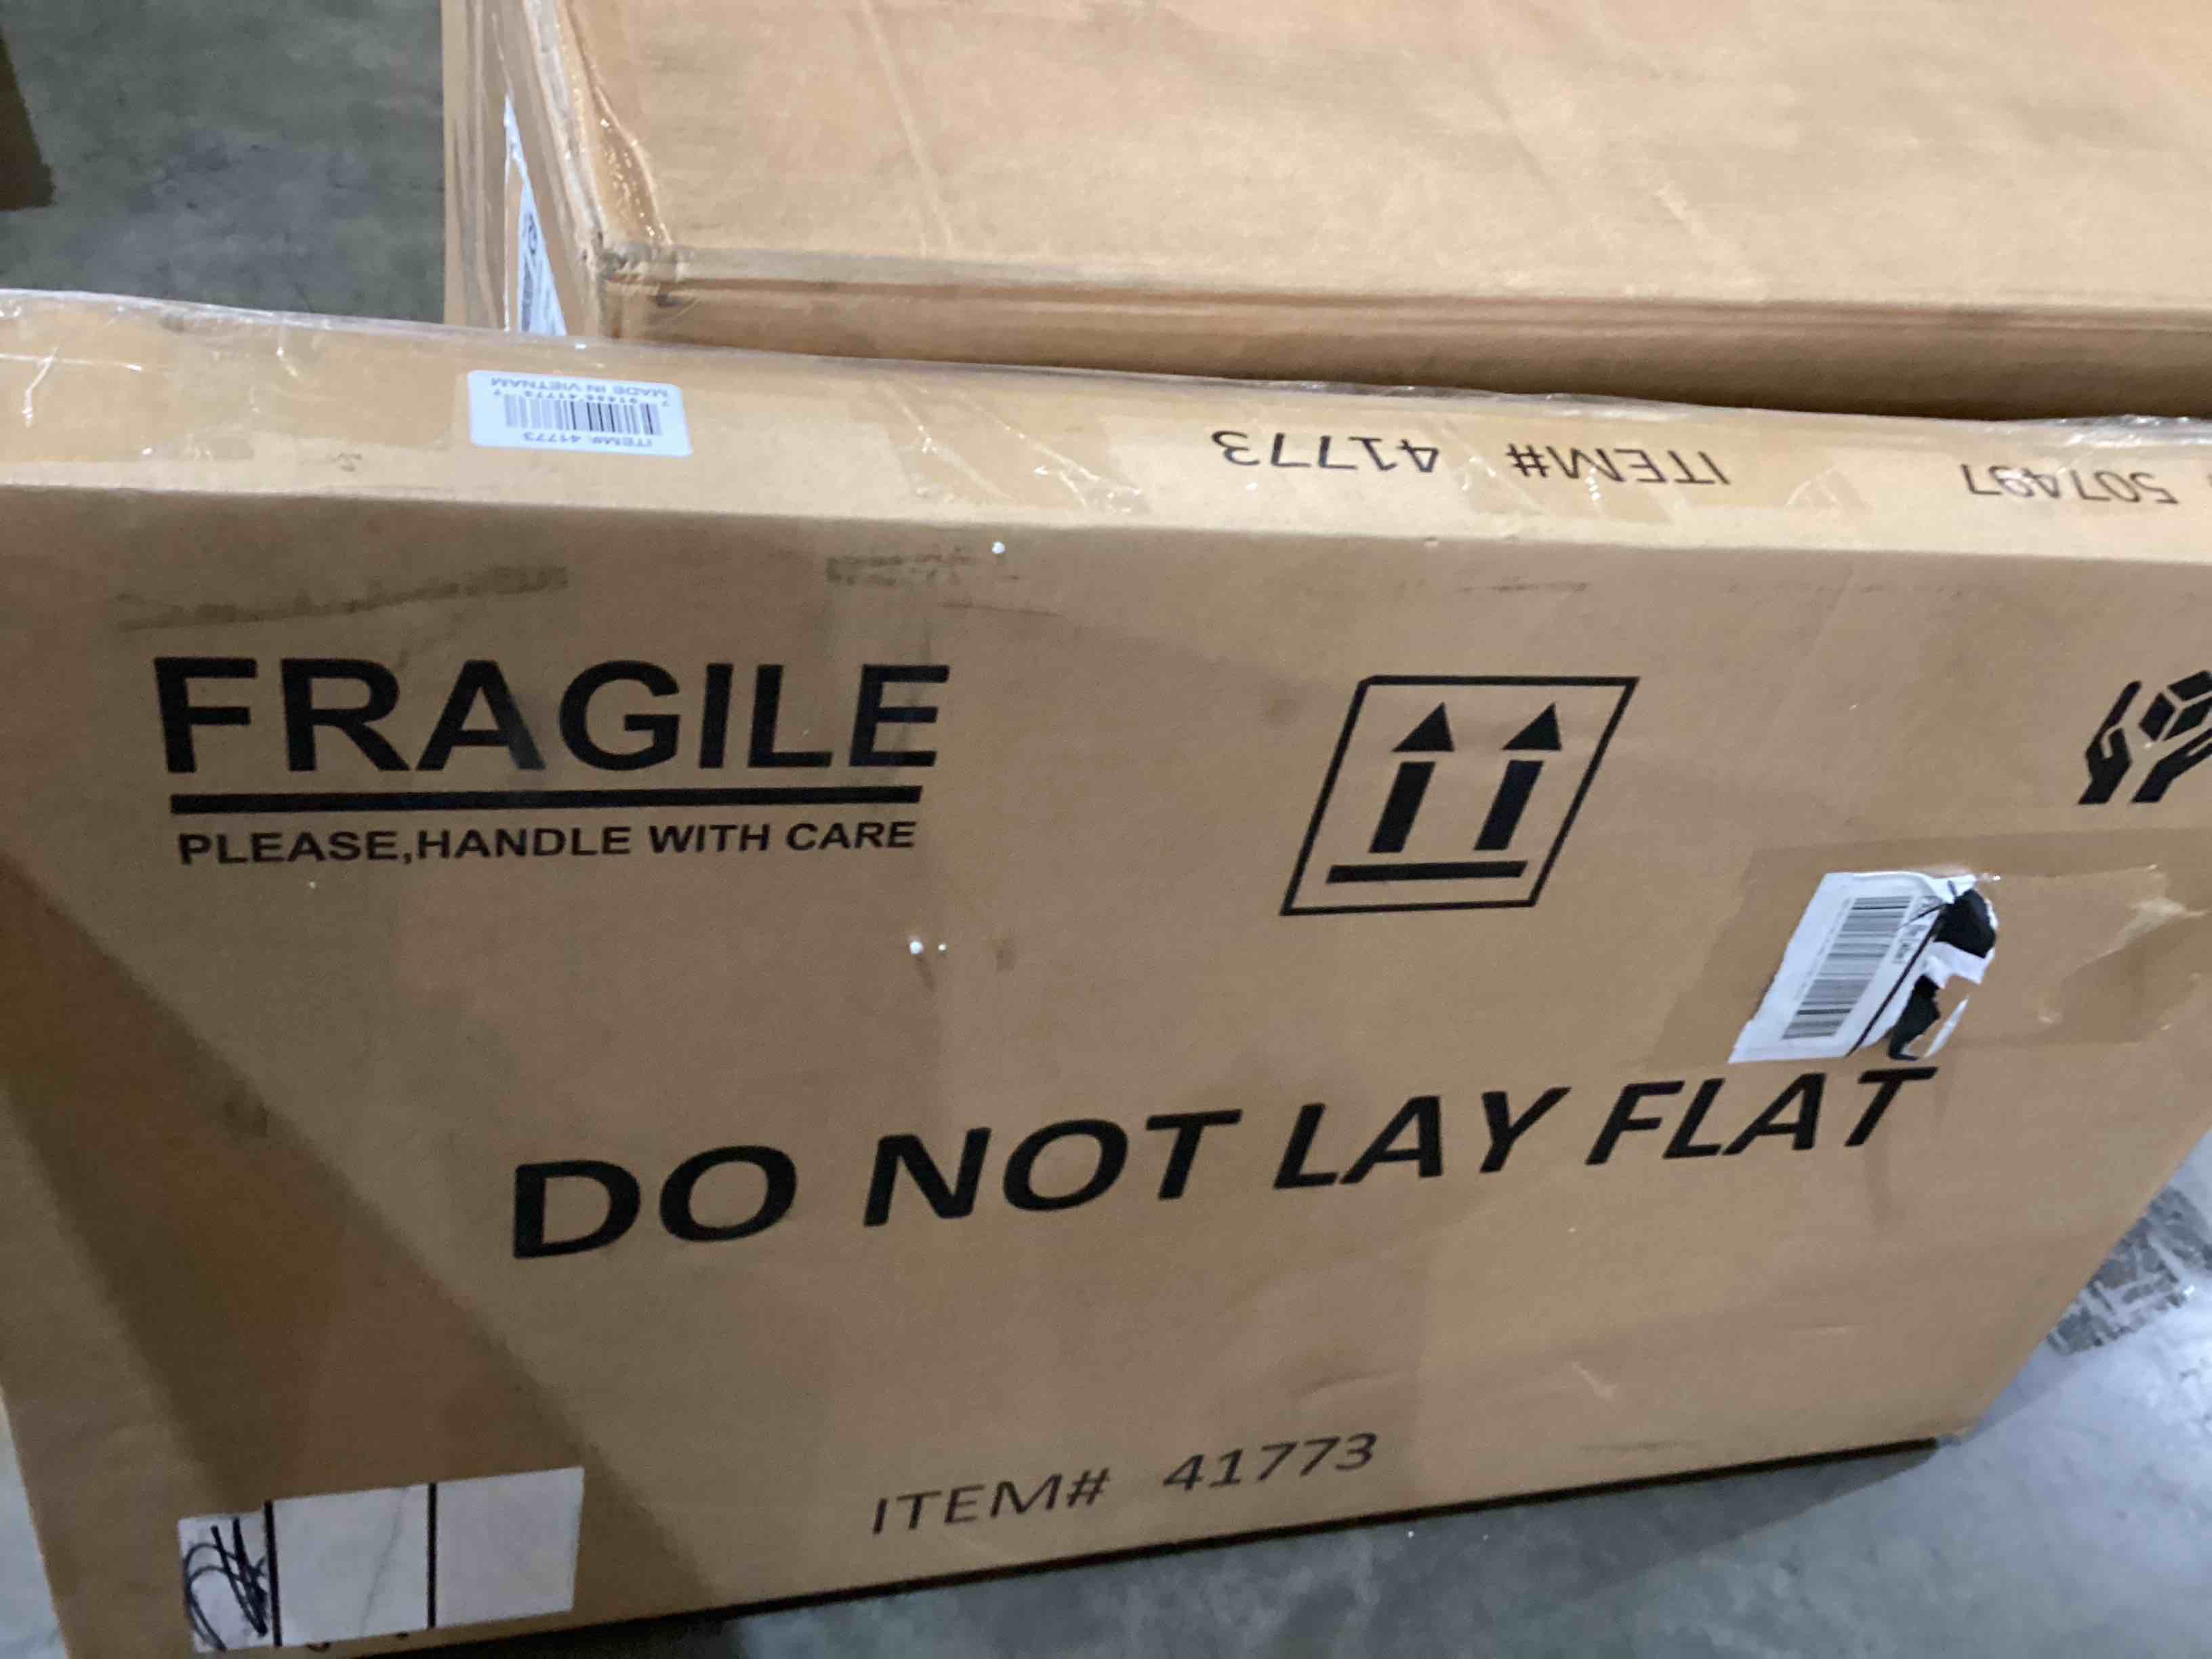 MADE IN VIETNAM
ITEM#: 41773
ITEM# 41773
507497
FRAGILE
PLEASE,HANDLE WITH CARE
DO NOT LAY FLAT
ITEM# 41773